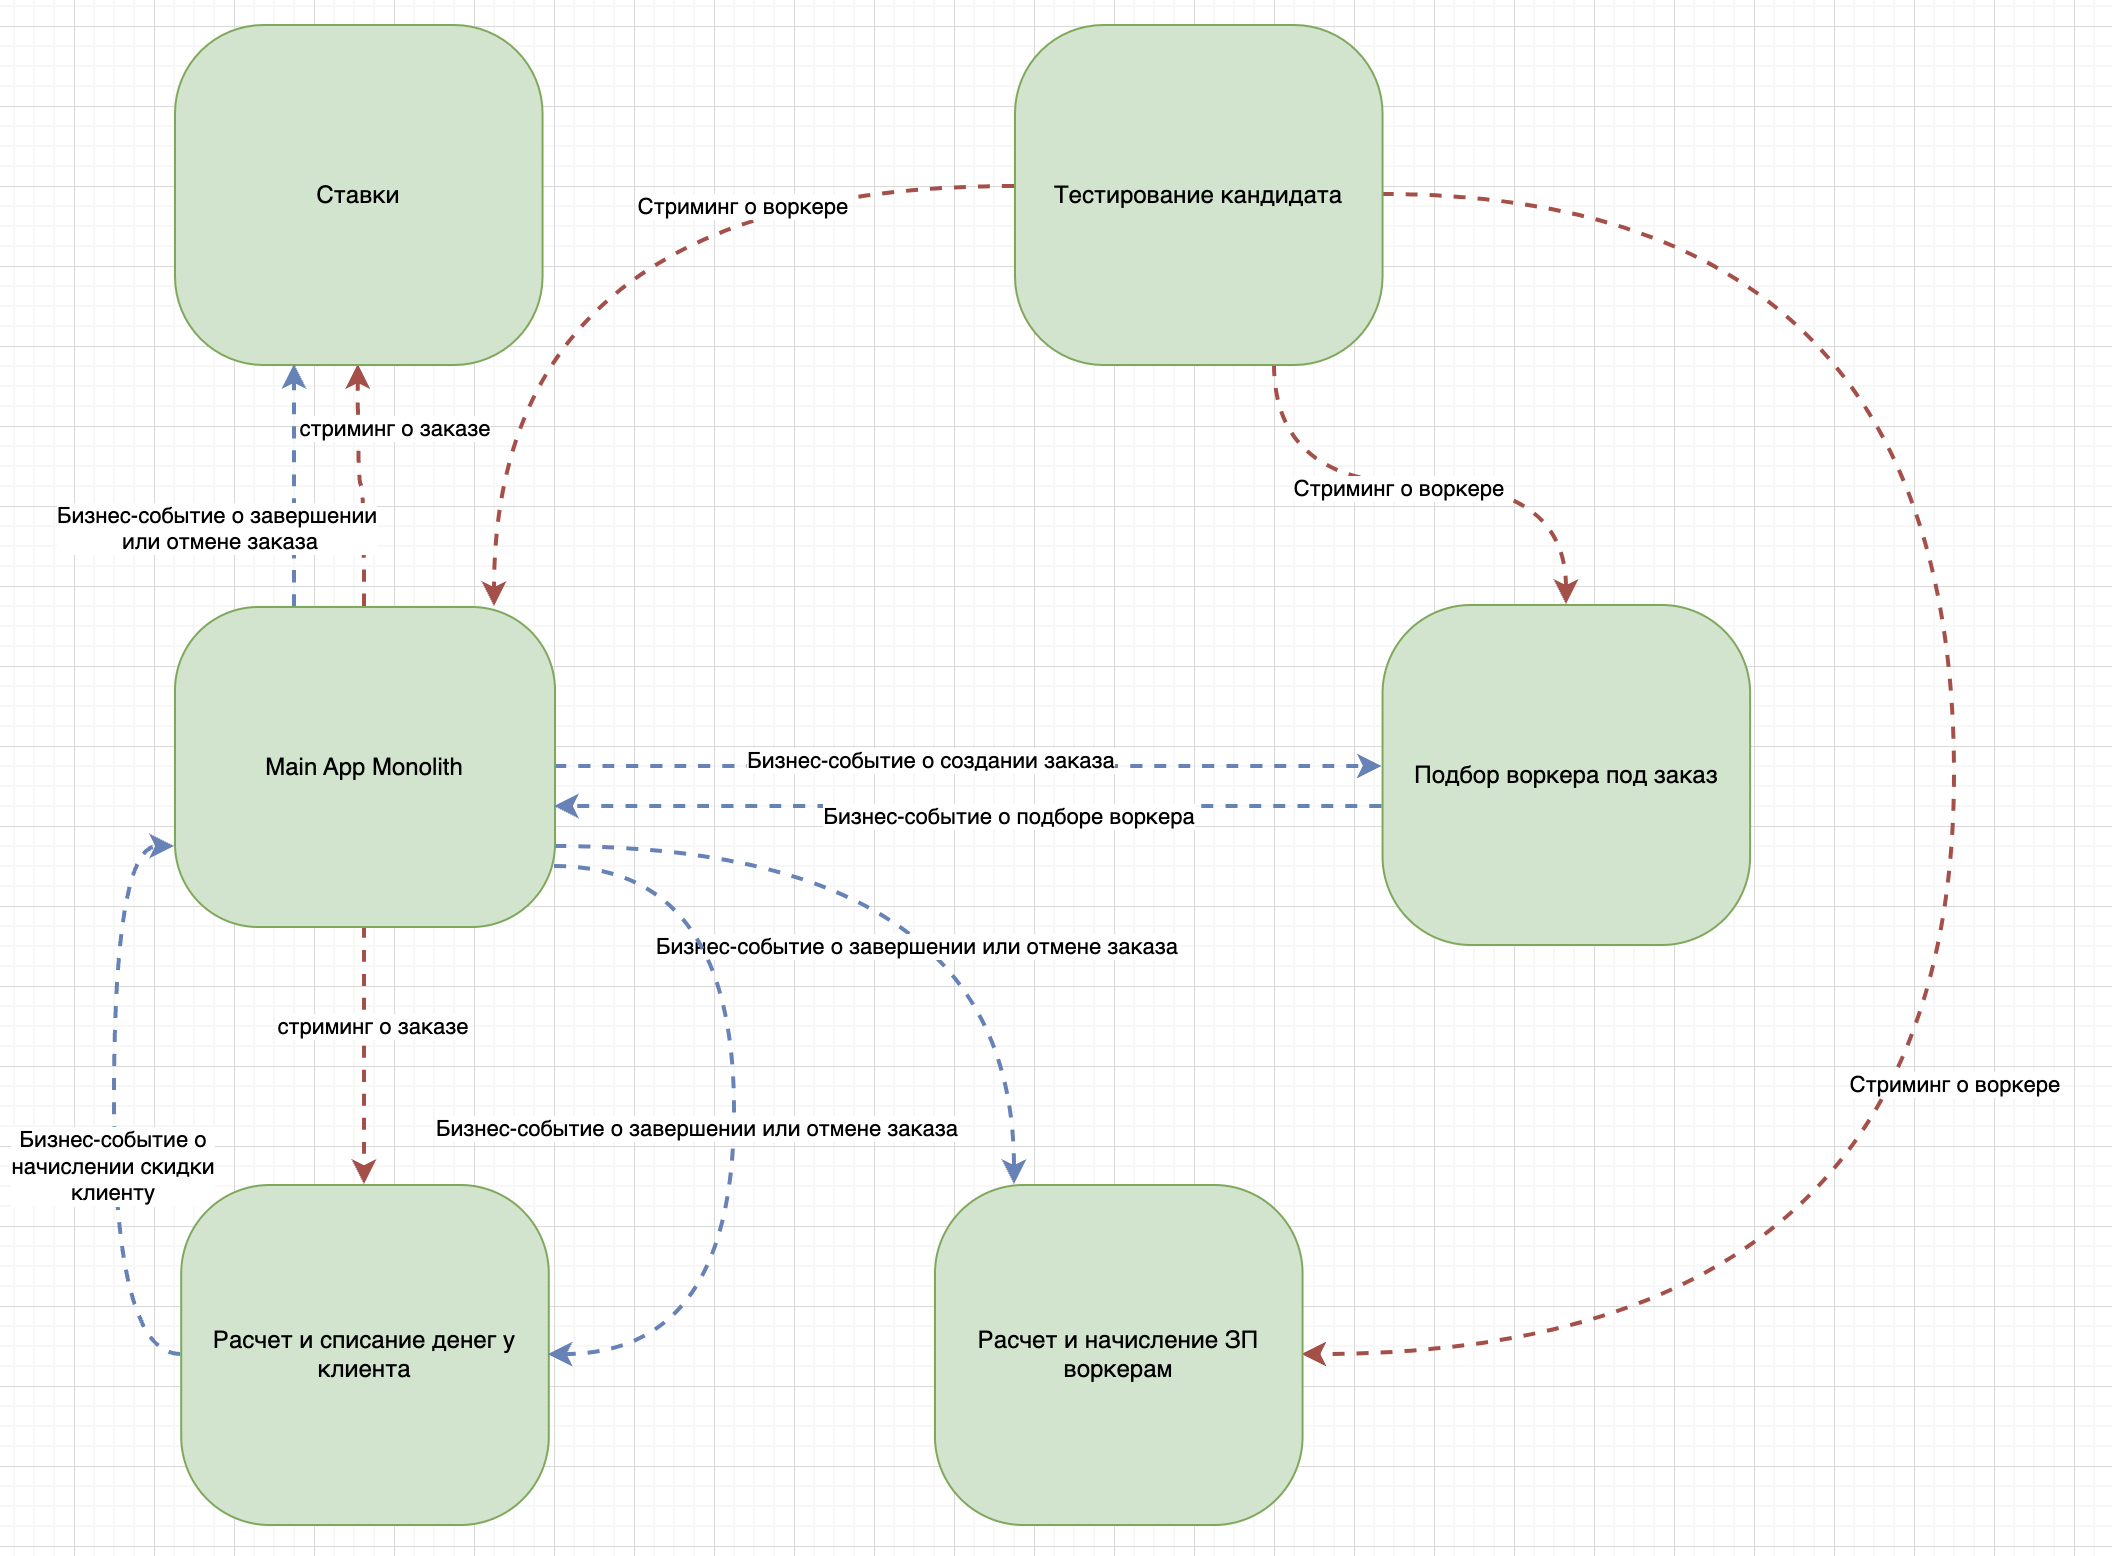 Ставки
Тестирование кандидата
Стриминг о воркере
стриминг о заказе
Стриминг о воркере
Бизнес-событие о завершении
или отмене заказа
Main App Monolith
Бизнес-событие о создании заказа
Подбор воркера под заказ
Бизнес-событие о подборе воркера
Бизнес-событие о завершении или отмене заказа
стриминг о заказе
Стриминг о воркере
Бизнес-событие о завершении или отмене заказа
Бизнес-событие о
начислении скидки
клиенту
Расчет и списание денег у
клиента
Расчет и начисление ЗП
воркерам